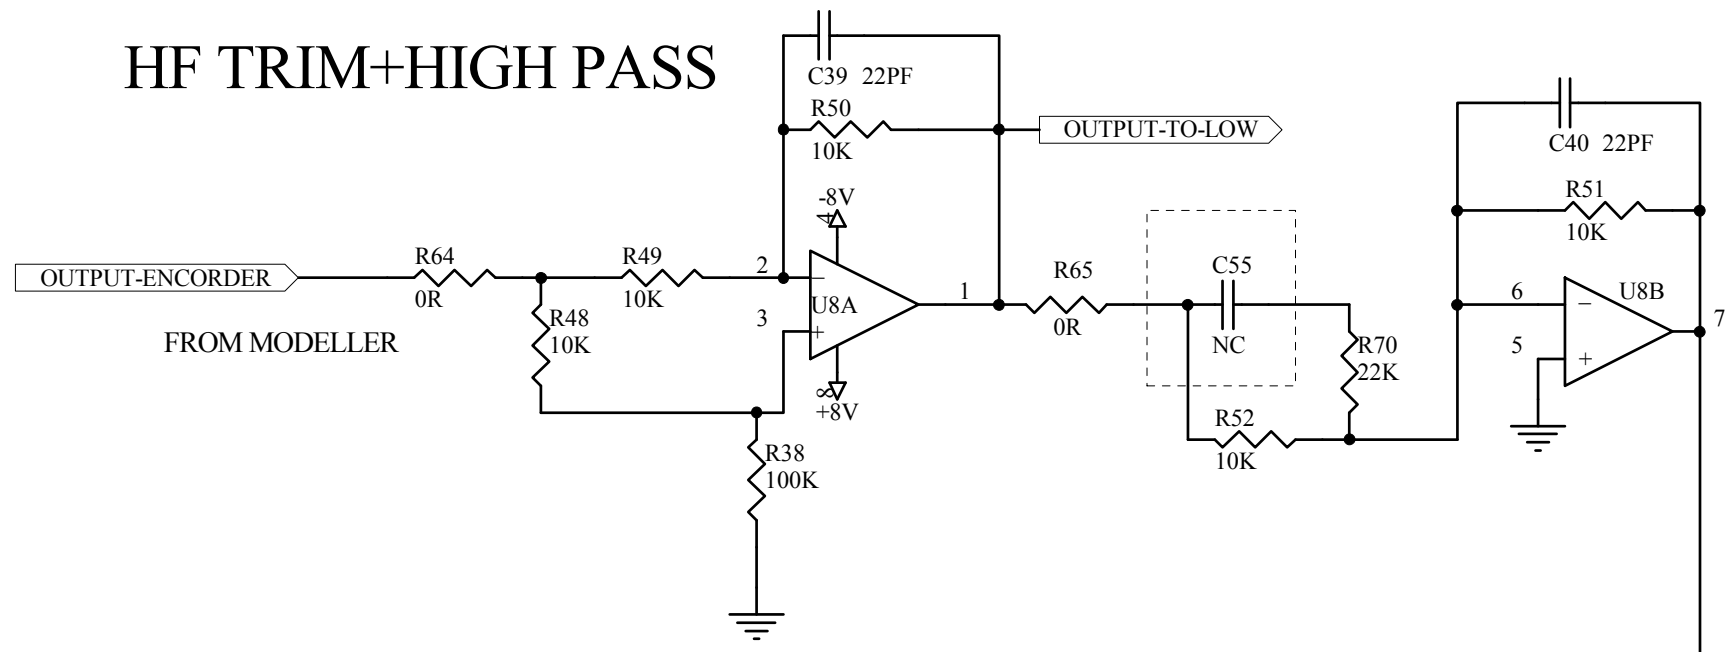 HF TRIM+HIGH PASS
C39 22PF
R50
10K
OUTPUT-TO-LOW
C40 22PF
R51
10K
-8V
4
OUTPUT-ENCORDER
R64
0R
R49
10K
2
3
U8A
1
R65
0R
C55
NC
6
5
U8B
7
FROM MODELLER
R48
10K
8
+8V
R70
22K
R52
10K
R38
100K